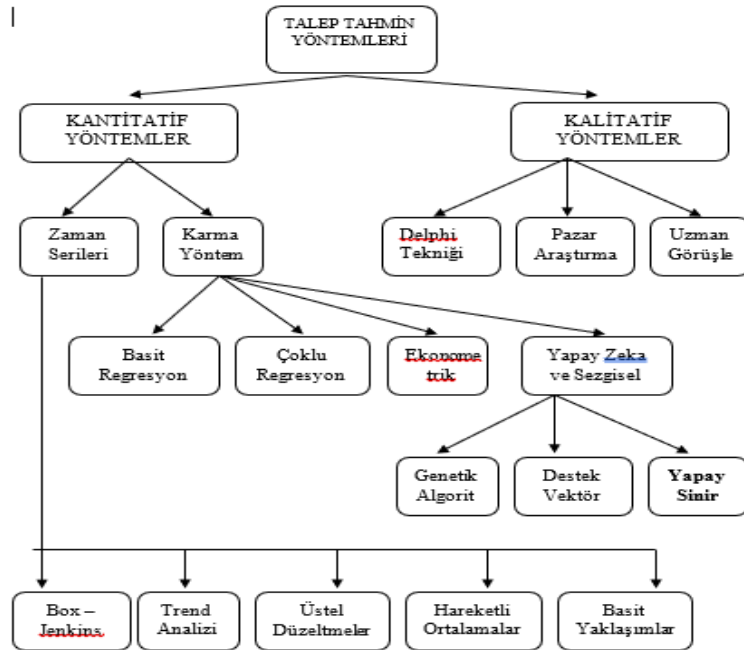 TALEP TAHMİN
YÖNTEMLERİ
KANTİTATİF
YÖNTEMLER
KALİTATİF
YÖNTEMLER
Zaman
Serileri
Karma
Yöntem
Delphi
Tekniği
Pazar
Araştırma
Uzman
Görüşle
Basit
Regresyon
Çoklu
Regresyon
Ekonome
trik
Yapay Zeka
ve Sezgisel
Genetik
Algorit
Destek
Vektör
Yapay
Sinir
Box –
Jenkins
Trend
Analizi
Üstel
Düzeltmeler
Hareketli
Ortalamalar
Basit
Yaklaşımlar